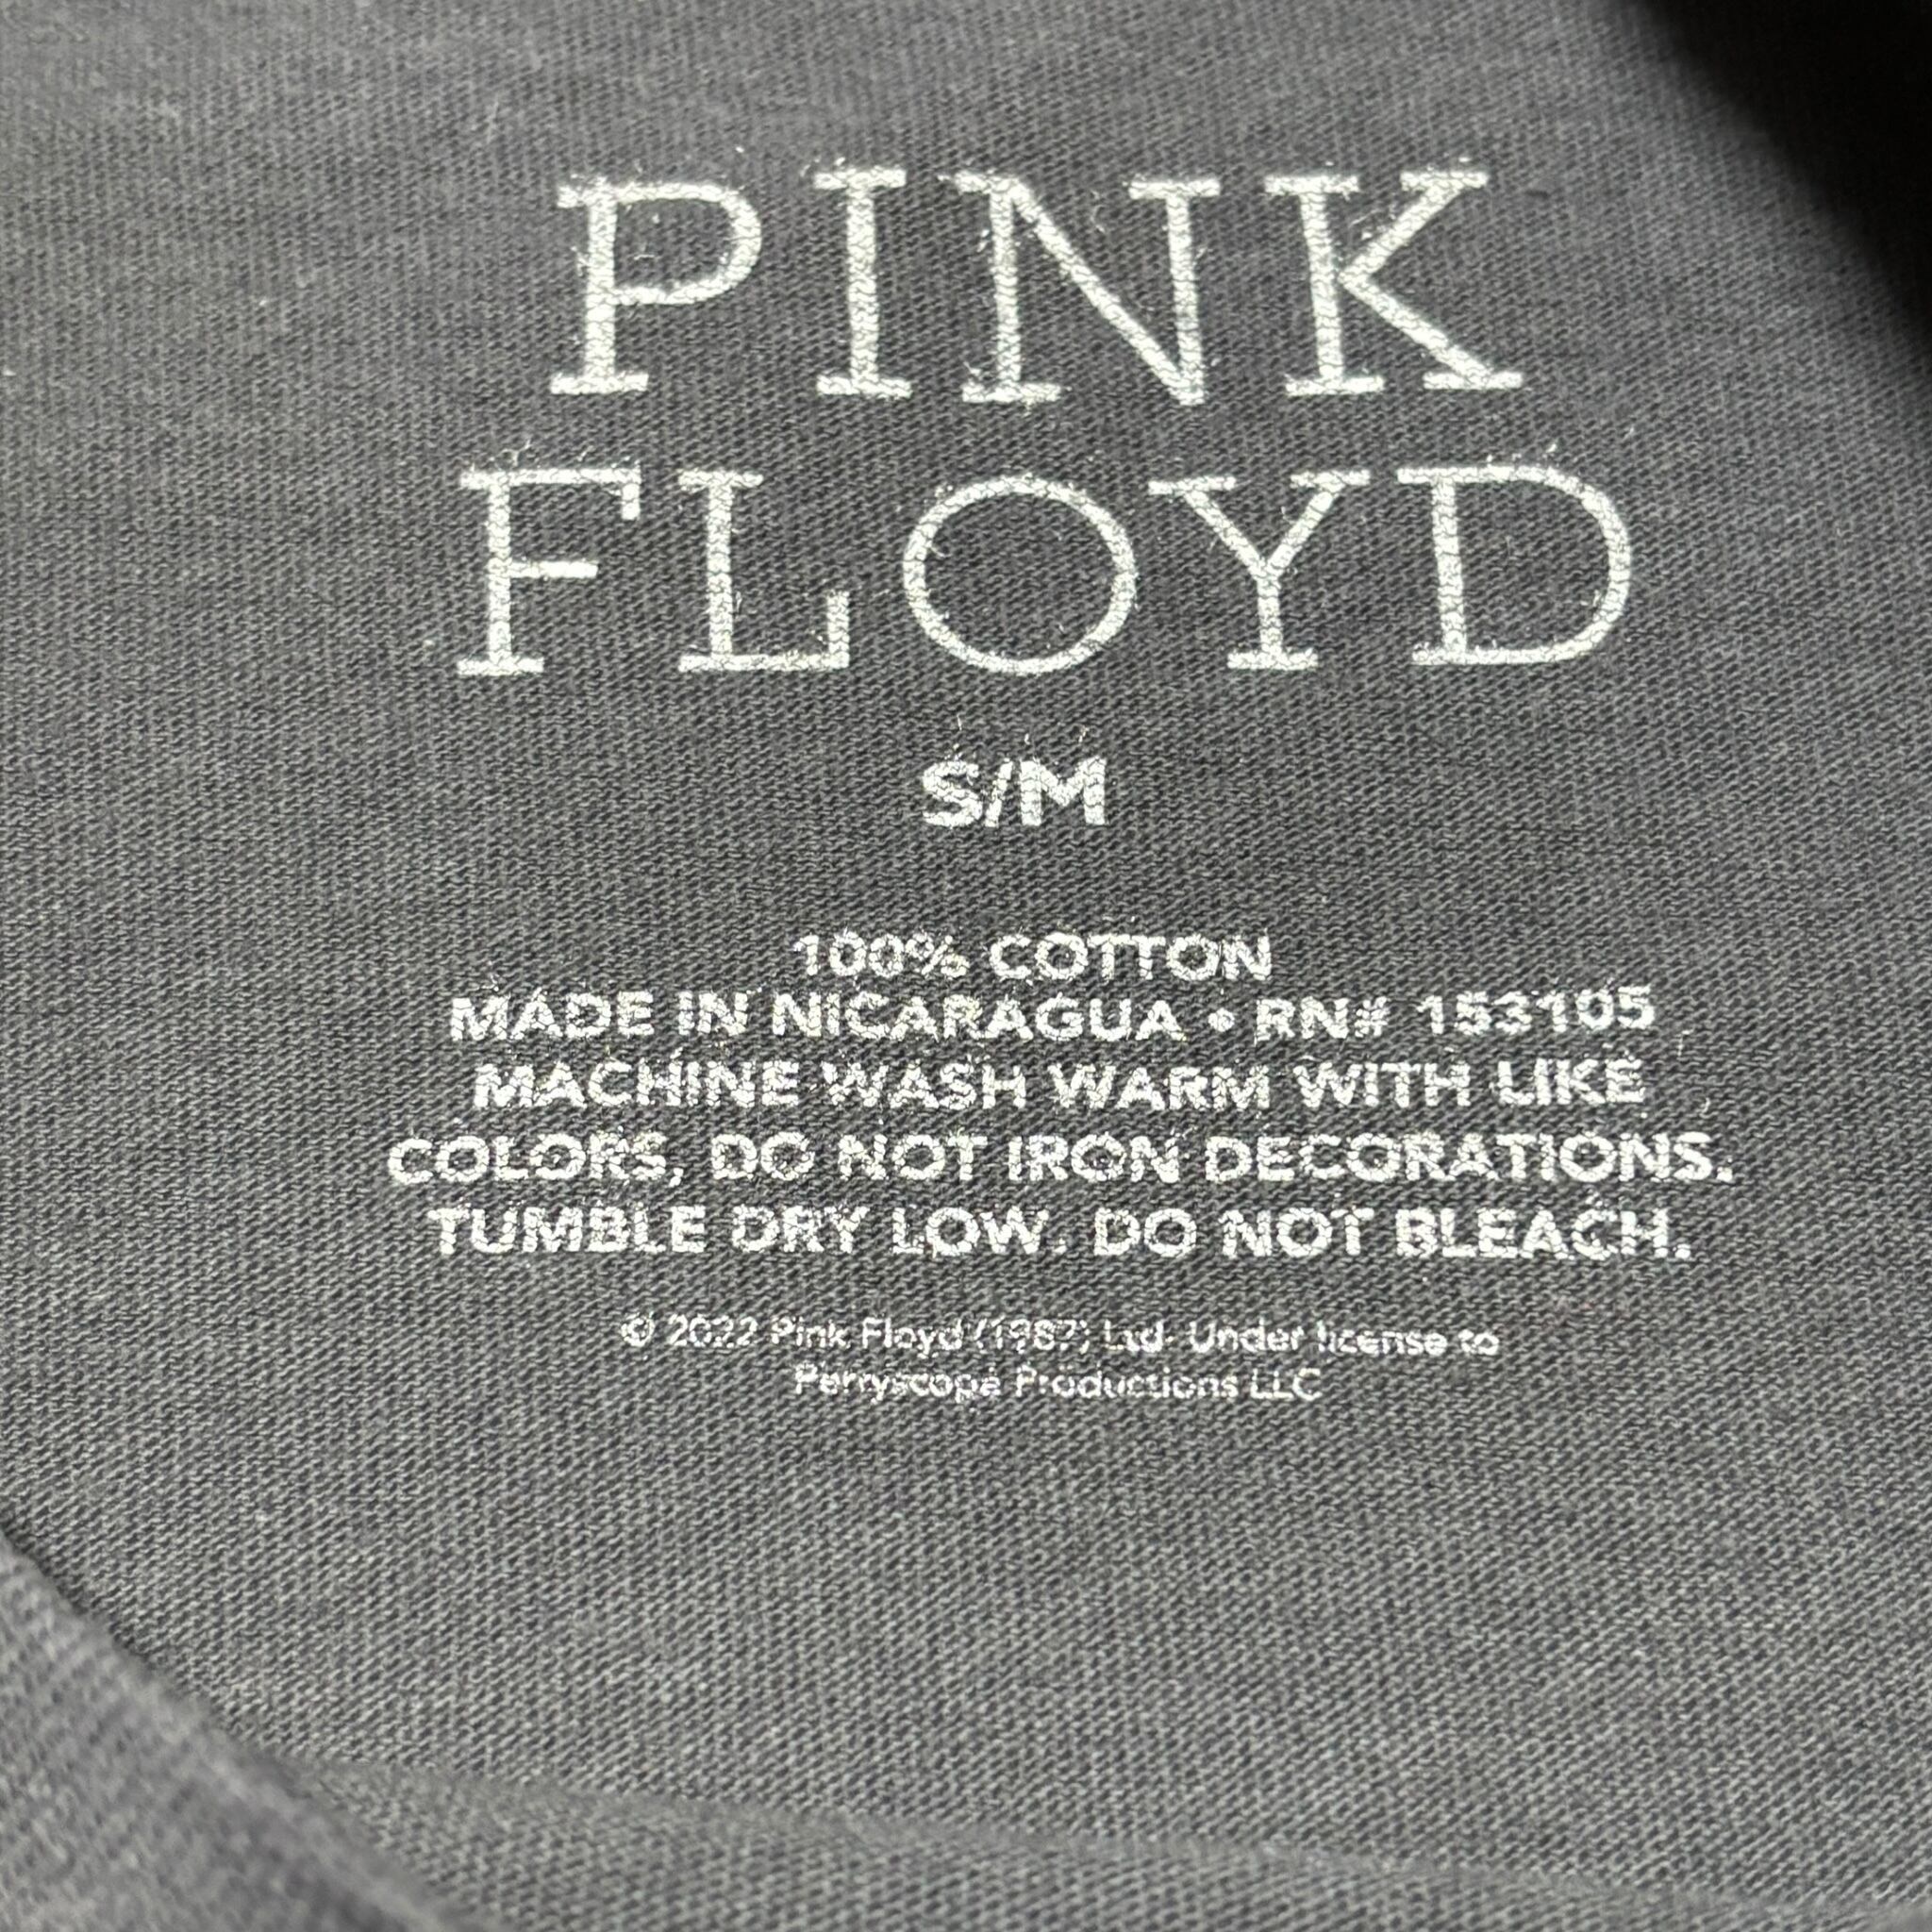 PINK
FLOYD
S/M
100% COTTON
MADE IN NICARAGUA • RN# 153105
MACHINE WASH WARM WITH LIKE
COLORS, DO NOT IRON DECORATIONS.
TUMBLE DRY LOW. DO NOT BLEACH.
© 2022 Pink Floyd (1987) Ltd. Under license to
Perryscope Productions LLC